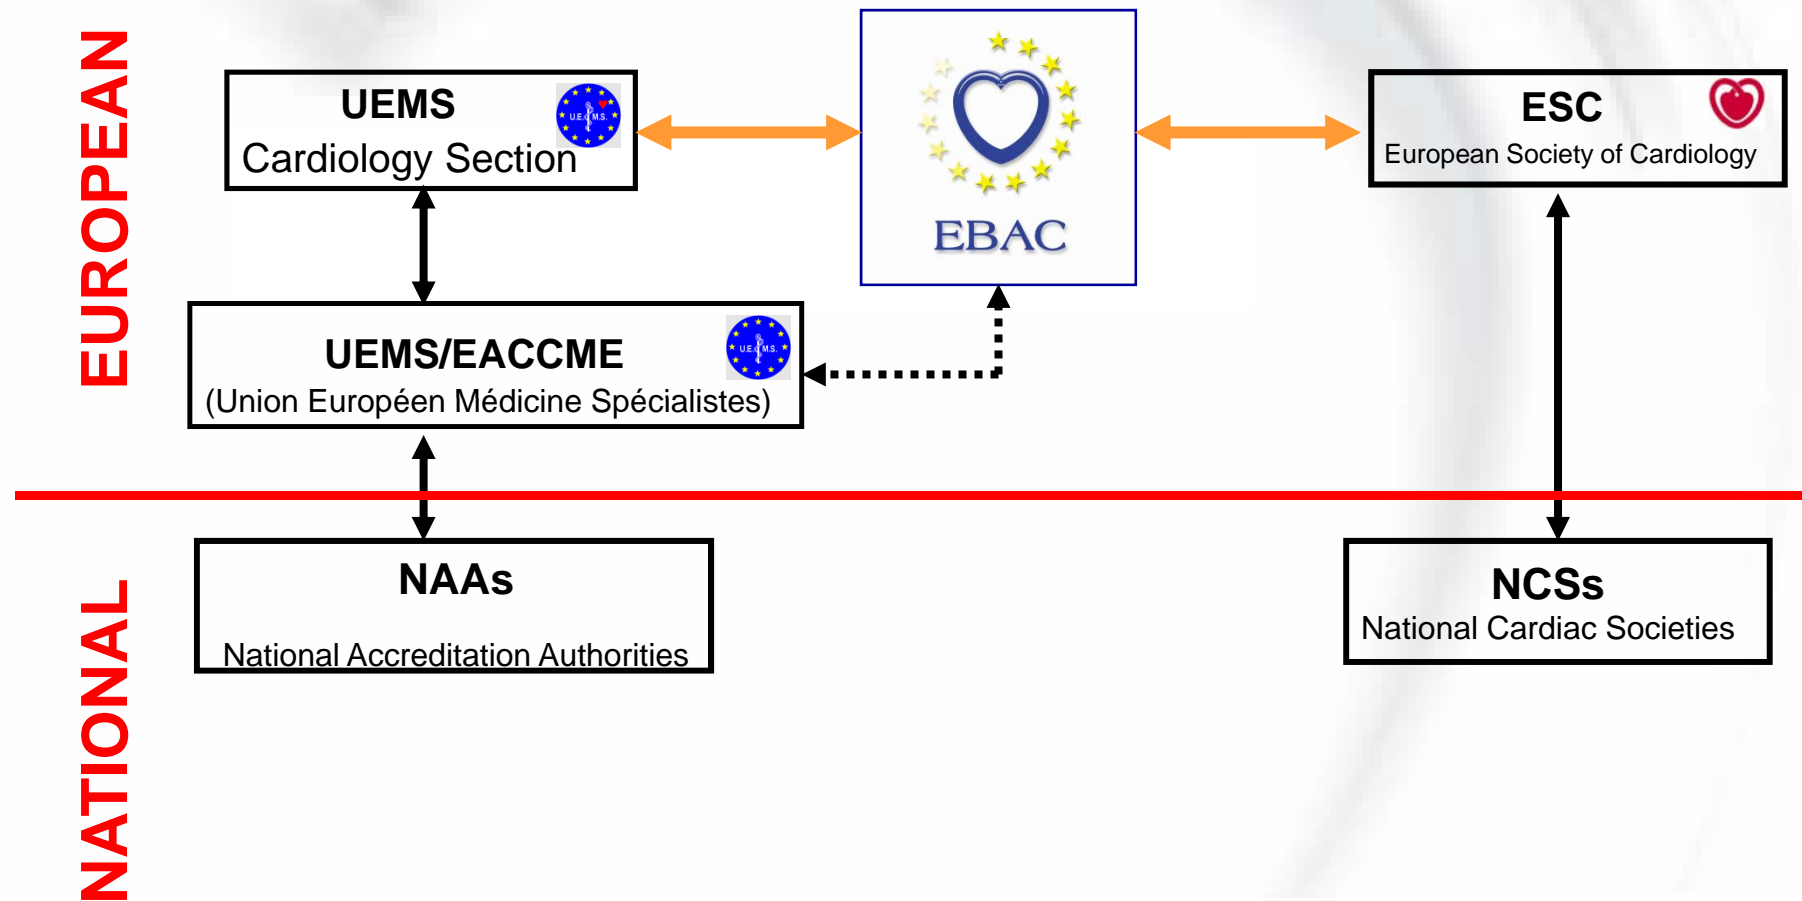 EUROPEAN
UEMS
Cardiology Section
U.E. M.S.
EBAC
ESC
European Society of Cardiology
UEMS/EACCME
(Union Européen Médicine Spécialistes)
U.E. M.S.
NATIONAL
NAAs
National Accreditation Authorities
NCSs
National Cardiac Societies